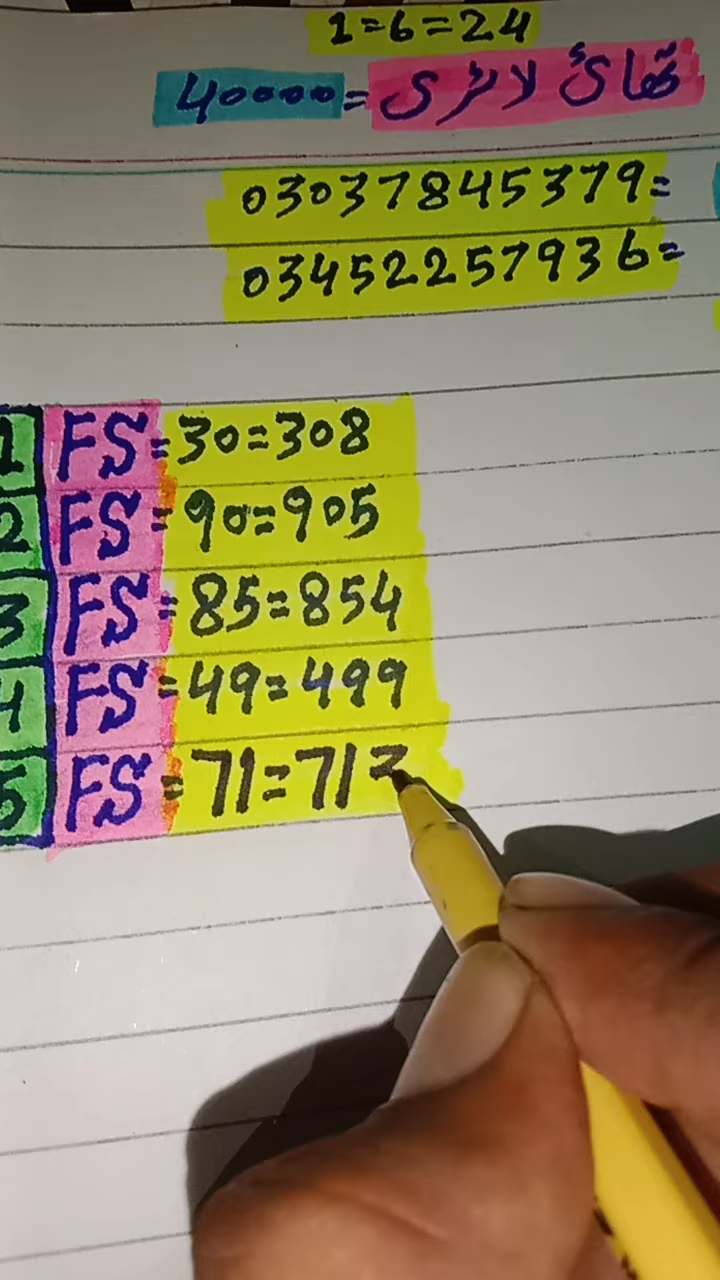 1=6=24
تھائی لاٹری =40000
03037845379=
03452257936=
1 FS=30=308
2 FS=90=905
3 FS=85=854
4 FS=49=499
5 FS=71=713